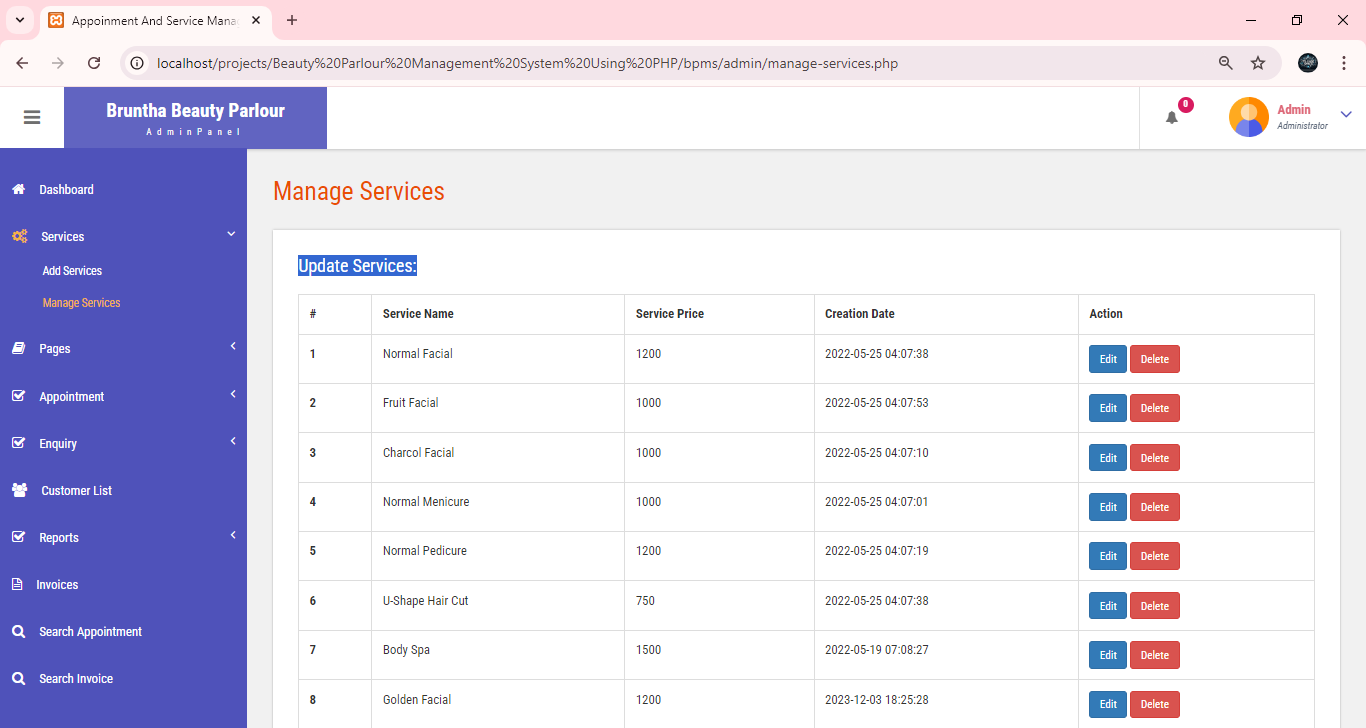 Appoinment And Service Mana
localhost/projects/Beauty%20Parlour%20Management%20System%20Using%20PHP/bpms/admin/manage-services.php
Bruntha Beauty Parlour
AdminPanel
0
Admin
Administrator
Dashboard
Services
Add Services
Manage Services
Pages
Appointment
Enquiry
Customer List
Reports
Invoices
Search Appointment
Search Invoice
Manage Services
Update Services:
# Service Name Service Price Creation Date Action
1 Normal Facial 1200 2022-05-25 04:07:38 Edit Delete
2 Fruit Facial 1000 2022-05-25 04:07:53 Edit Delete
3 Charcol Facial 1000 2022-05-25 04:07:10 Edit Delete
4 Normal Menicure 1000 2022-05-25 04:07:01 Edit Delete
5 Normal Pedicure 1200 2022-05-25 04:07:19 Edit Delete
6 U-Shape Hair Cut 750 2022-05-25 04:07:38 Edit Delete
7 Body Spa 1500 2022-05-19 07:08:27 Edit Delete
8 Golden Facial 1200 2023-12-03 18:25:28 Edit Delete